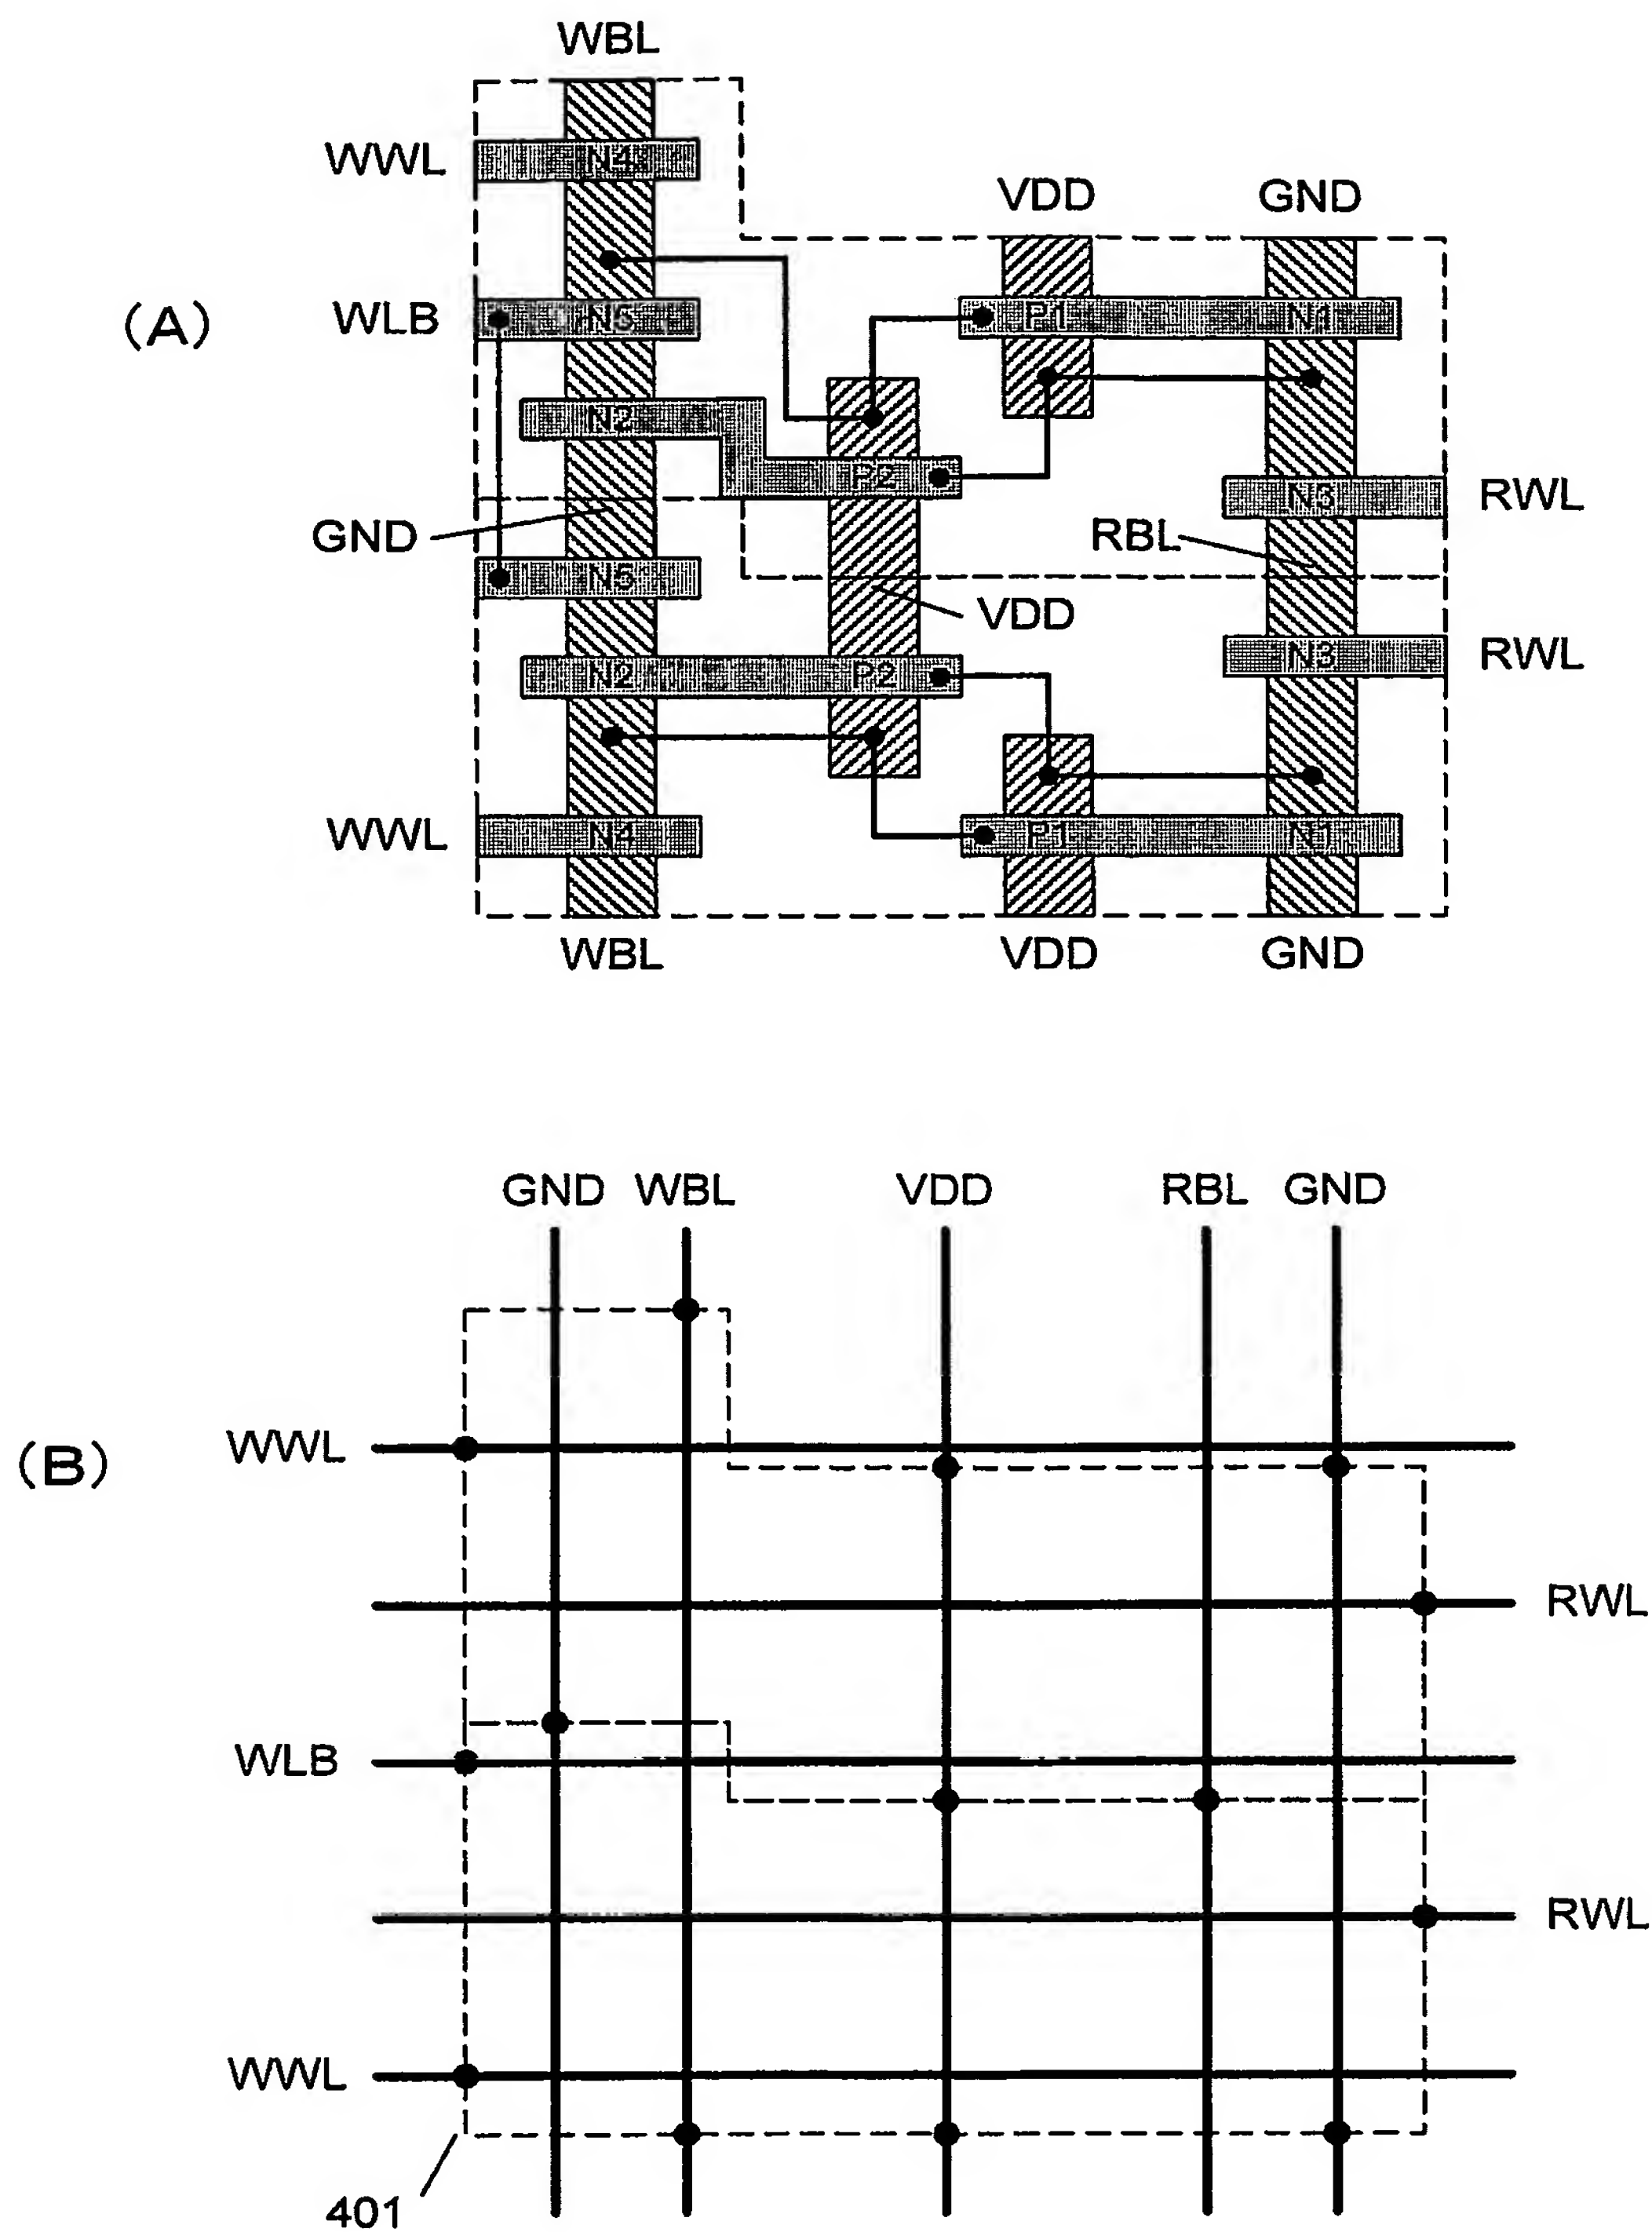 WBL
WWL N4
VDD GND
(A) WLB N5 P1 N1
N2
P2
N3 RWL
GND RBL
N5 VDD
N2 P2 N3 RWL
WWL N4 P1 N1
WBL VDD GND
GND WBL VDD RBL GND
(B) WWL
RWL
WLB
RWL
WWL
401